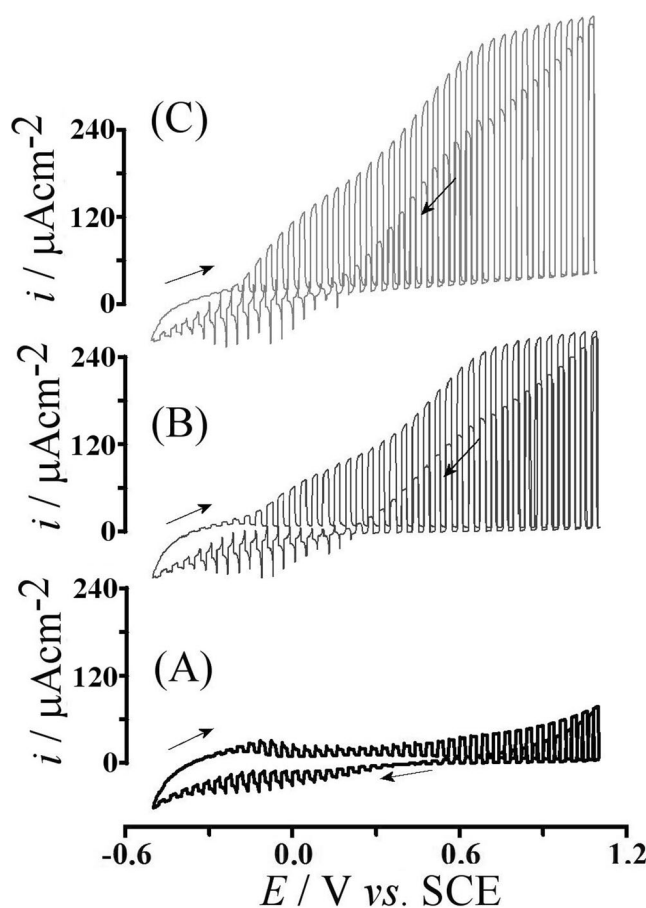 (C)
240
120
0
i / μAcm-2
(B)
240
120
0
i / μAcm-2
(A)
240
120
0
i / μAcm-2
-0.6 0.0 0.6 1.2
E / V vs. SCE